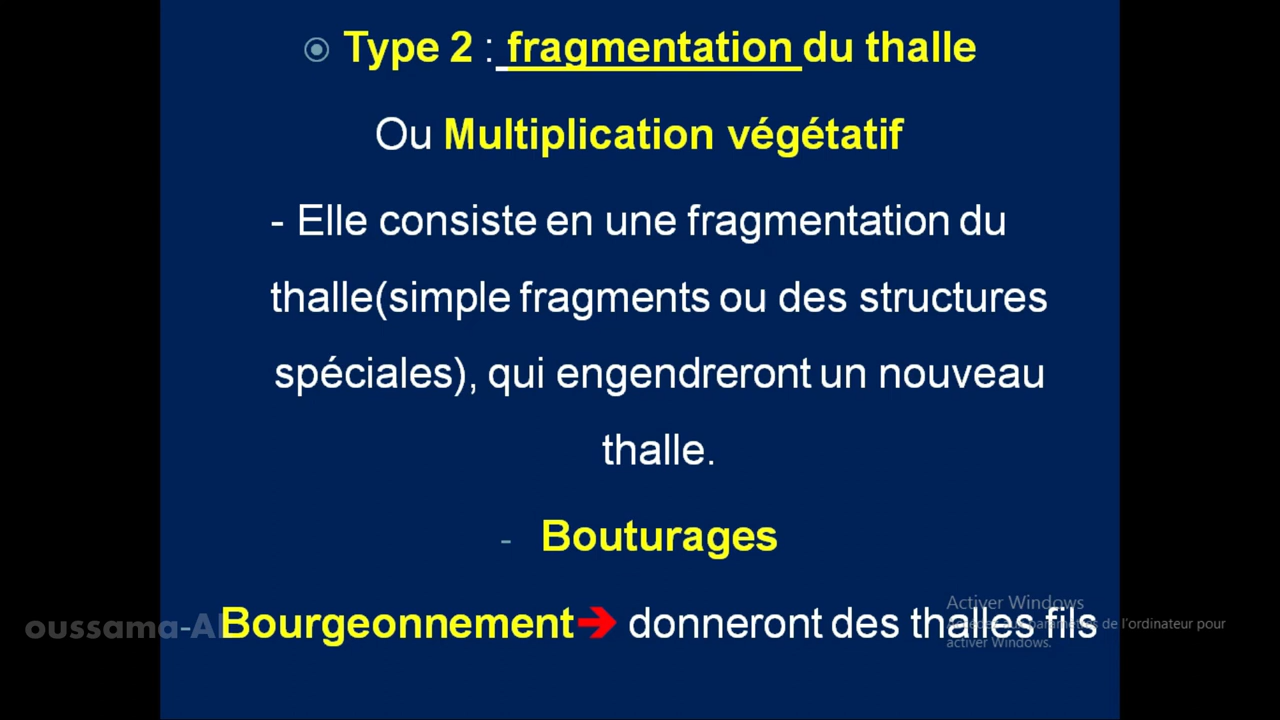 Type 2 : fragmentation du thalle
Ou Multiplication végétatif
- Elle consiste en une fragmentation du
thalle(simple fragments ou des structures
spéciales), qui engendreront un nouveau
thalle.
- Bouturages
- Bourgeonnement➔ donneront des thalles fils
oussama-A
Activer Windows
paramètres de l'ordinateur pour
activer Windows.